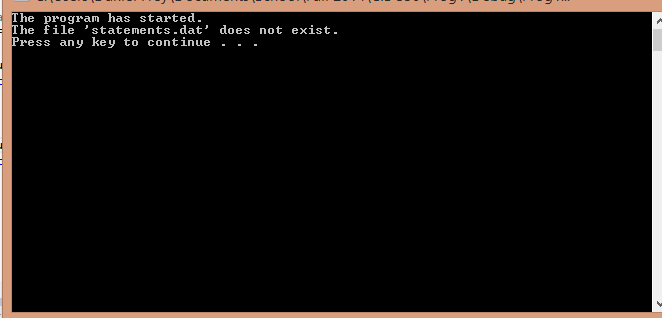 The program has started.
The file 'statements.dat' does not exist.
Press any key to continue . . .